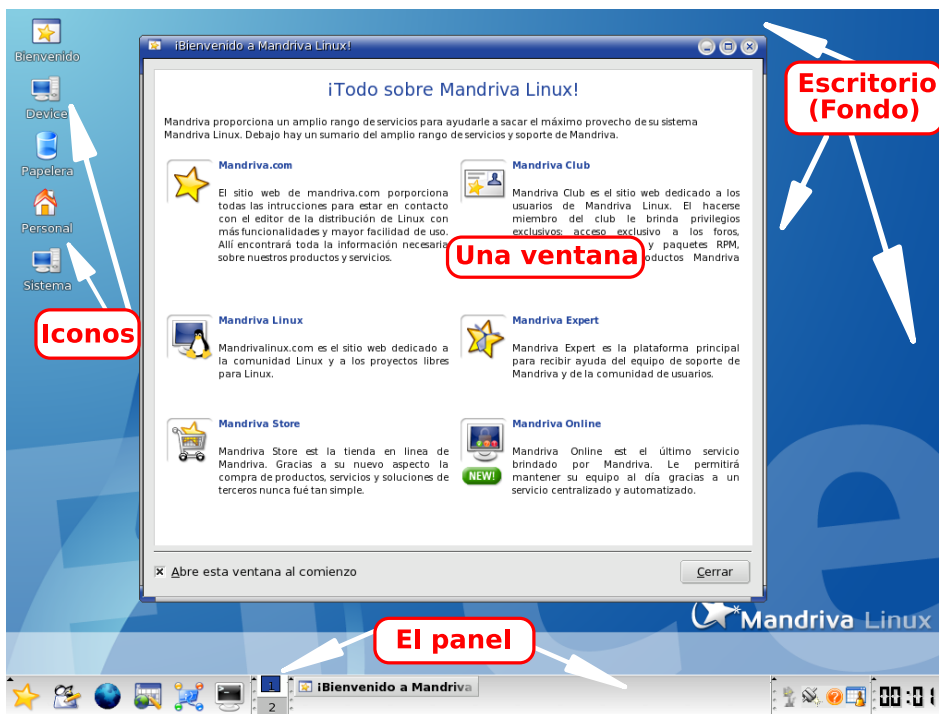 Bienvenido
Device
Papelera
Personal
Sistema
Iconos
¡Bienvenido a Mandriva Linux!
¡Todo sobre Mandriva Linux!
Mandriva proporciona un amplio rango de servicios para ayudarle a sacar el máximo provecho de su sistema
Mandriva Linux. Debajo hay un sumario del amplio rango de servicios y soporte de Mandriva.
Mandriva.com
El sitio web de mandriva.com porporciona
todas las intrucciones para estar en contacto
con el editor de la distribución de Linux con
más funcionalidades y mayor facilidad de uso.
Allí encontrará toda la información necesaria
sobre nuestros productos y servicios.
Mandriva Club
Mandriva Club es el sitio web dedicado a los
usuarios de Mandriva Linux. El hacerse
miembro del club le brinda privilegios
exclusivos: acceso exclusivo a los foros,
y paquetes RPM,
Mandriva
Una ventana
Mandriva Linux
Mandrivalinux.com es el sitio web dedicado a
la comunidad Linux y a los proyectos libres
para Linux.
Mandriva Expert
Mandriva Expert es la plataforma principal
para recibir ayuda del equipo de soporte de
Mandriva y de la comunidad de usuarios.
Mandriva Store
Mandriva Store est la tienda en linea de
Mandriva. Gracias a su nuevo aspecto la
compra de productos, servicios y soluciones de
terceros nunca fué tan simple.
Mandriva Online
NEW!
Mandriva Online est el último servicio
brindado por Mandriva. Le permitirá
mantener su equipo al día gracias a un
servicio centralizado y automatizado.
Abre esta ventana al comienzo
Cerrar
Escritorio
(Fondo)
Mandriva Linux
El panel
1
2
¡Bienvenido a Mandriva
00:01